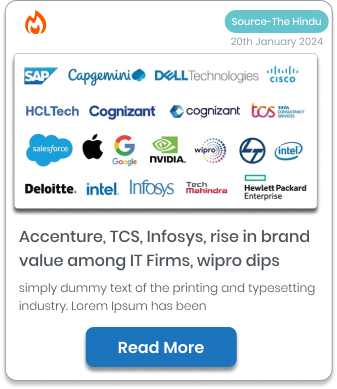 Source-The Hindu
20th January 2024
SAP Capgemini DELLTechnologies CISCO
HCLTech Cognizant cognizant tcs TATA CONSULTANCY SERVICES
salesforce Google NVIDIA. wipro intel
Deloitte. intel. Infosys Tech Mahindra Hewlett Packard Enterprise
Accenture, TCS, Infosys, rise in brand
value among IT Firms, wipro dips
simply dummy text of the printing and typesetting
industry. Lorem Ipsum has been
Read More